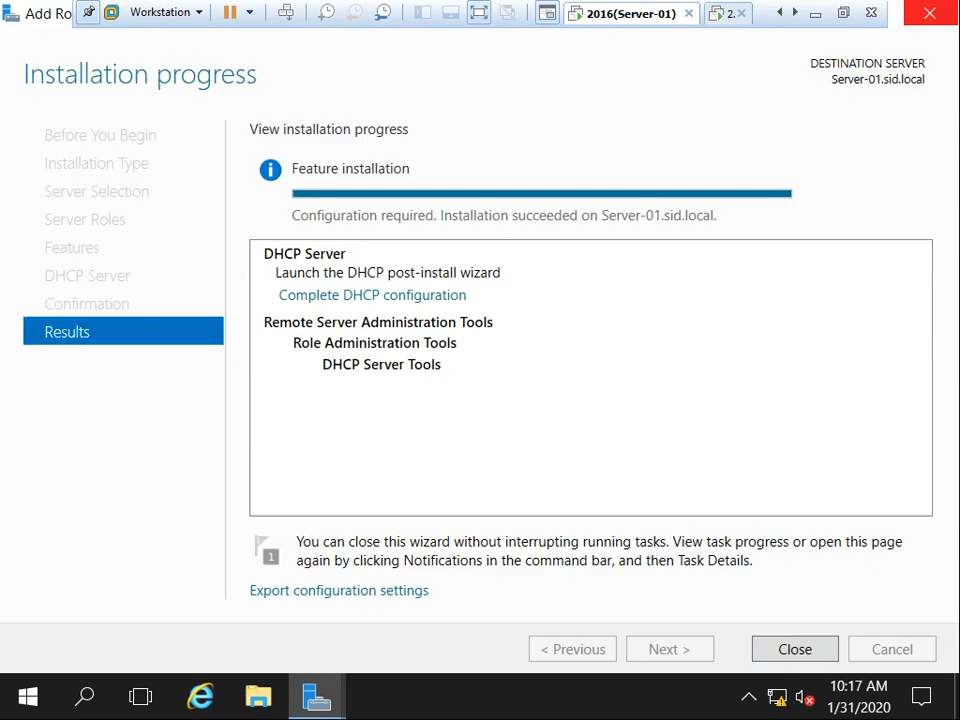 Add Ro
Workstation
2016(Server-01)
2.
Installation progress
DESTINATION SERVER
Server-01.sid.local
Before You Begin
Installation Type
Server Selection
Server Roles
Features
DHCP Server
Confirmation
Results
View installation progress
Feature installation
Configuration required. Installation succeeded on Server-01.sid.local.
DHCP Server
Launch the DHCP post-install wizard
Complete DHCP configuration
Remote Server Administration Tools
Role Administration Tools
DHCP Server Tools
1
You can close this wizard without interrupting running tasks. View task progress or open this page
again by clicking Notifications in the command bar, and then Task Details.
Export configuration settings
< Previous
Next >
Close
Cancel
10:17 AM
1/31/2020